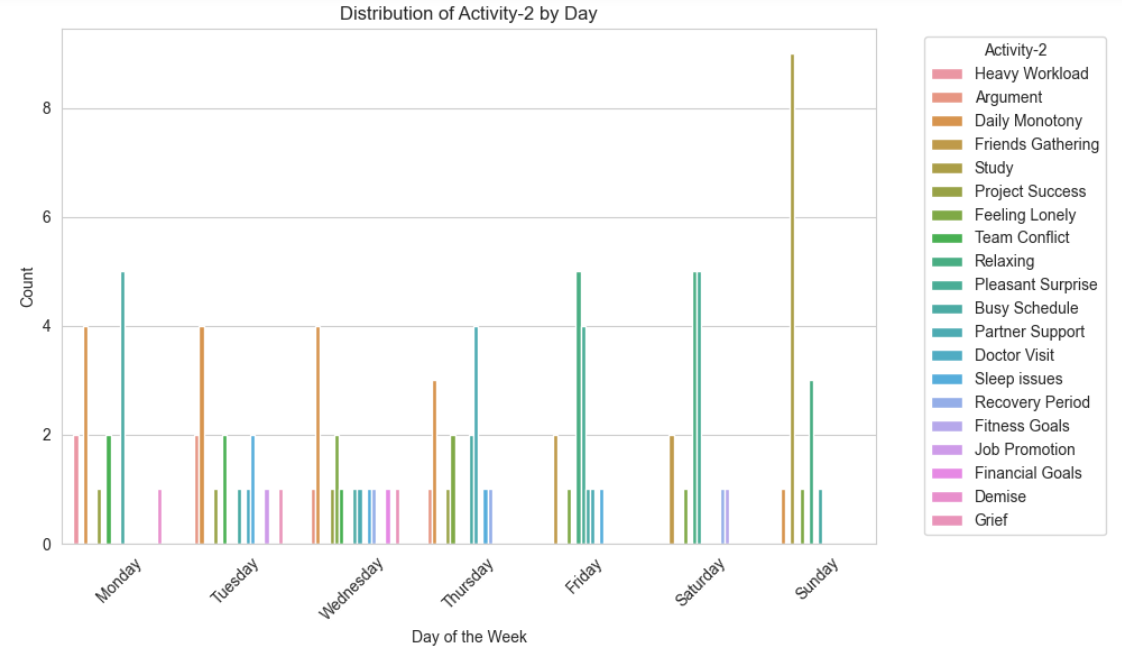 Distribution of Activity-2 by Day
Count
8
6
4
2
0
Monday
Tuesday
Wednesday
Thursday
Friday
Saturday
Sunday
Day of the Week
Activity-2
Heavy Workload
Argument
Daily Monotony
Friends Gathering
Study
Project Success
Feeling Lonely
Team Conflict
Relaxing
Pleasant Surprise
Busy Schedule
Partner Support
Doctor Visit
Sleep issues
Recovery Period
Fitness Goals
Job Promotion
Financial Goals
Demise
Grief